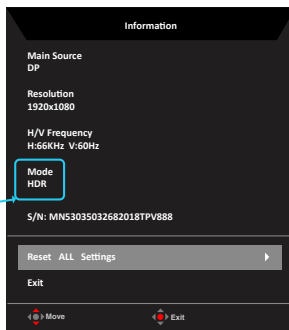 Information
Main Source
DP
Resolution
1920x1080
H/V Frequency
H:66KHz V:60Hz
Mode
HDR
S/N: MN53035032682018TPV888
Reset ALL Settings
Exit
Move Exit